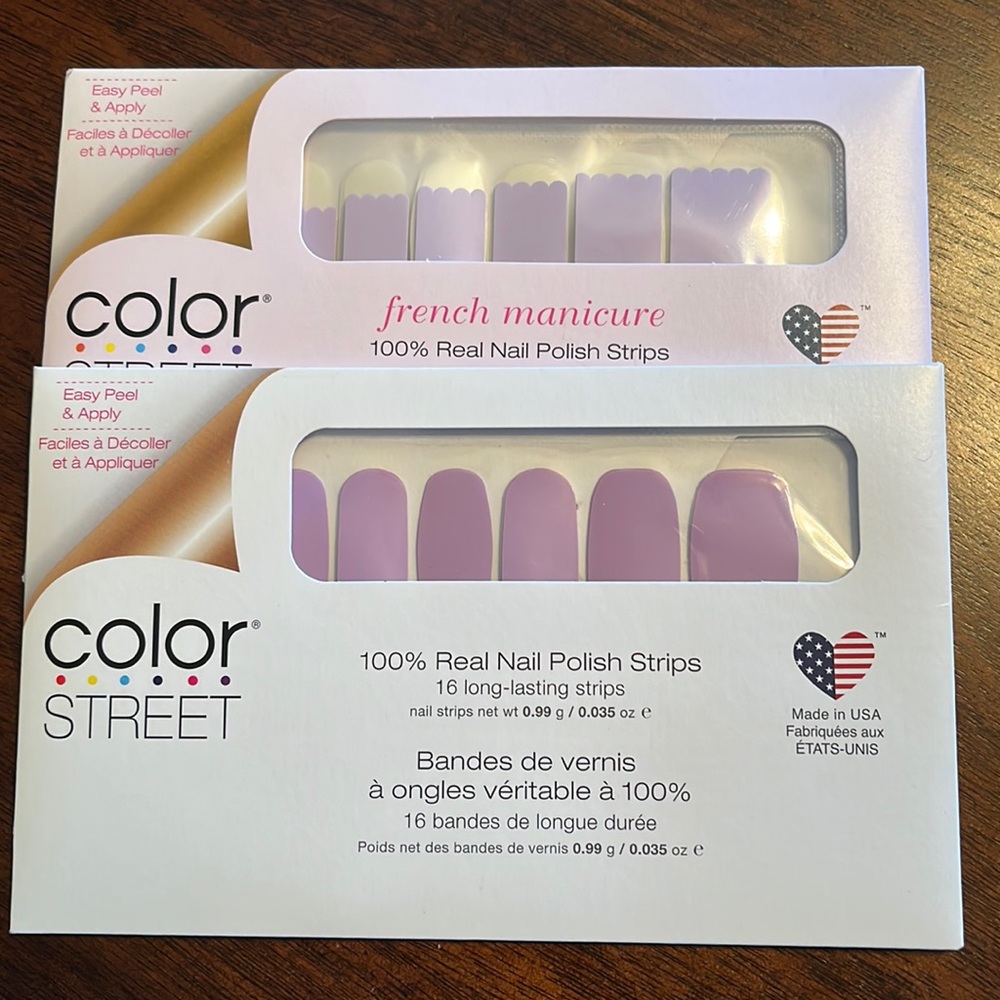 Easy Peel
& Apply
Faciles à Décoller
et à Appliquer
color®
STREET
french manicure
100% Real Nail Polish Strips
TM
Easy Peel
& Apply
Faciles à Décoller
et à Appliquer
color®
STREET
100% Real Nail Polish Strips
16 long-lasting strips
nail strips net wt 0.99 g / 0.035 oz e
Bandes de vernis
à ongles véritable à 100%
16 bandes de longue durée
Poids net des bandes de vernis 0.99 g / 0.035 oz e
TM
Made in USA
Fabriquées aux
ÉTATS-UNIS